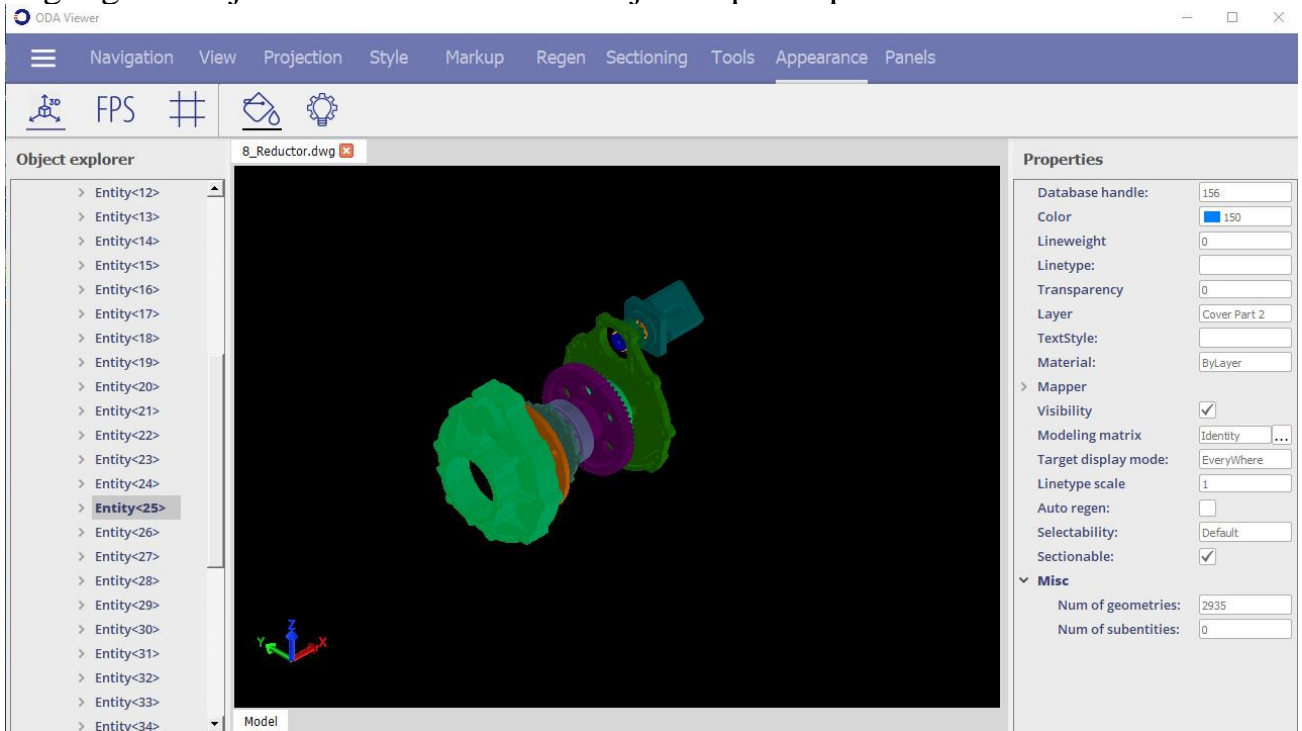 ODA Viewer
Navigation View Projection Style Markup Regen Sectioning Tools Appearance Panels
3D FPS
Object explorer
8_Reductor.dwg
Properties
Entity<12>
Entity<13>
Entity<14>
Entity<15>
Entity<16>
Entity<17>
Entity<18>
Entity<19>
Entity<20>
Entity<21>
Entity<22>
Entity<23>
Entity<24>
Entity<25>
Entity<26>
Entity<27>
Entity<28>
Entity<29>
Entity<30>
Entity<31>
Entity<32>
Entity<33>
Entity<34>
Z
Y X
Model
Database handle: 156
Color 150
Lineweight 0
Linetype:
Transparency 0
Layer Cover Part 2
TextStyle:
Material: ByLayer
Mapper
Visibility
Modeling matrix Identity ...
Target display mode: EveryWhere
Linetype scale 1
Auto regen:
Selectability: Default
Sectionable:
Misc
Num of geometries: 2935
Num of subentities: 0